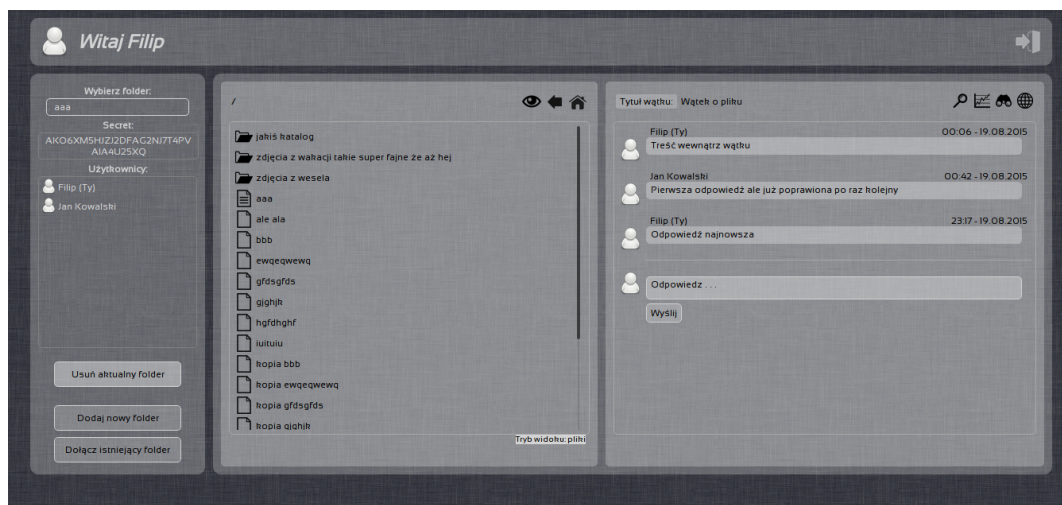 Witaj Filip
Wybierz folder:
aaa
Secret:
AKO6XM5HJZJ2DFAG2NJ7T4PV
AIA4U25XQ
Użytkownicy:
Filip (Ty)
Jan Kowalski
Usuń aktualny folder
Dodaj nowy folder
Dołącz istniejący folder
/
jakiś katalog
zdjęcia z wakacji takie super fajne że aż hej
zdjęcia z wesela
aaa
ale ala
bbb
ewqeqwewq
gfdsgfds
gjghjk
hgfdhghf
iuituiu
kopia bbb
kopia ewqeqwewq
kopia gfdsgfds
kopia gjghjk
Tryb widoku: pliki
Tytuł wątku: Wątek o pliku
Filip (Ty) 00:06 - 19.08.2015
Treść wewnątrz wątku
Jan Kowalski 00:42 - 19.08.2015
Pierwsza odpowiedź ale już poprawiona po raz kolejny
Filip (Ty) 23:17 - 19.08.2015
Odpowiedź najnowsza
Odpowiedz . . .
Wyślij